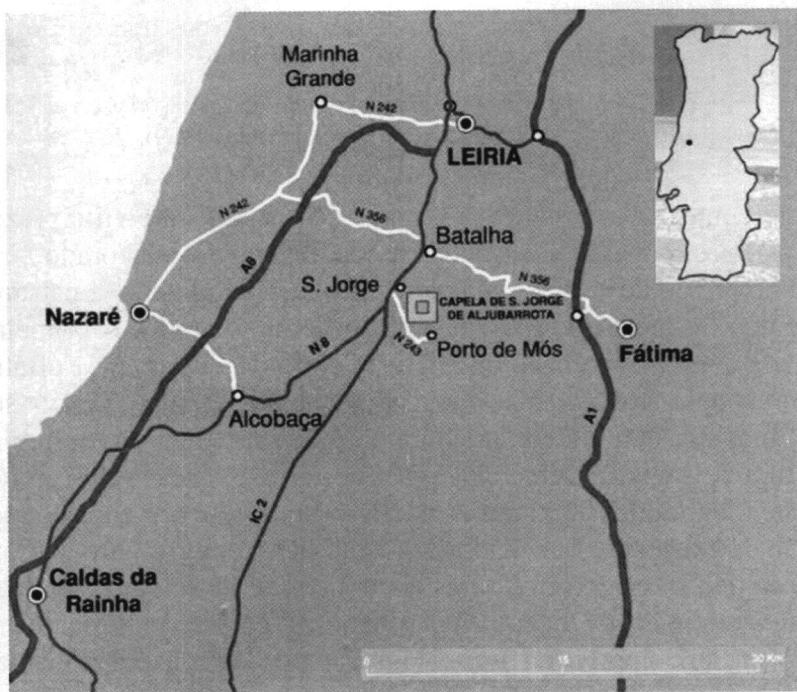 Marinha
Grande
N 242
LEIRIA
N 242
N 356
A8
Batalha
S. Jorge
N 356
CAPELA DE S. JORGE
DE ALJUBARROTA
Nazaré
N 8
N 243
Porto de Mós
Fátima
Alcobaça
A1
IC 2
Caldas da
Rainha
0 15 30 Km